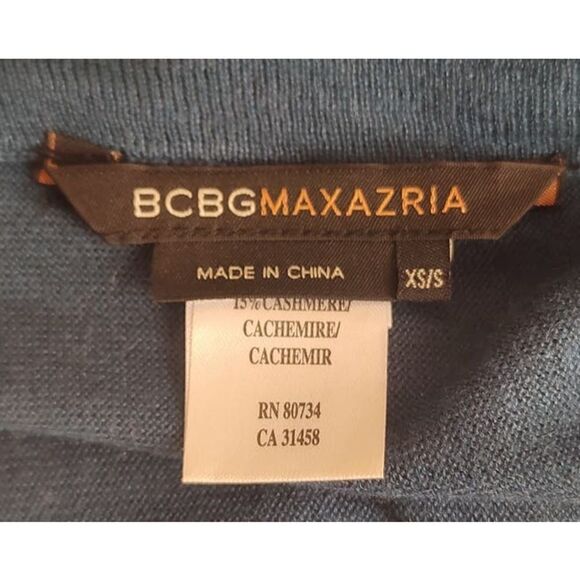 BCBGMAXAZRIA
MADE IN CHINA
XS/S
15% CASHMERE/
CACHEMIRE/
CACHEMIR
RN 80734
CA 31458